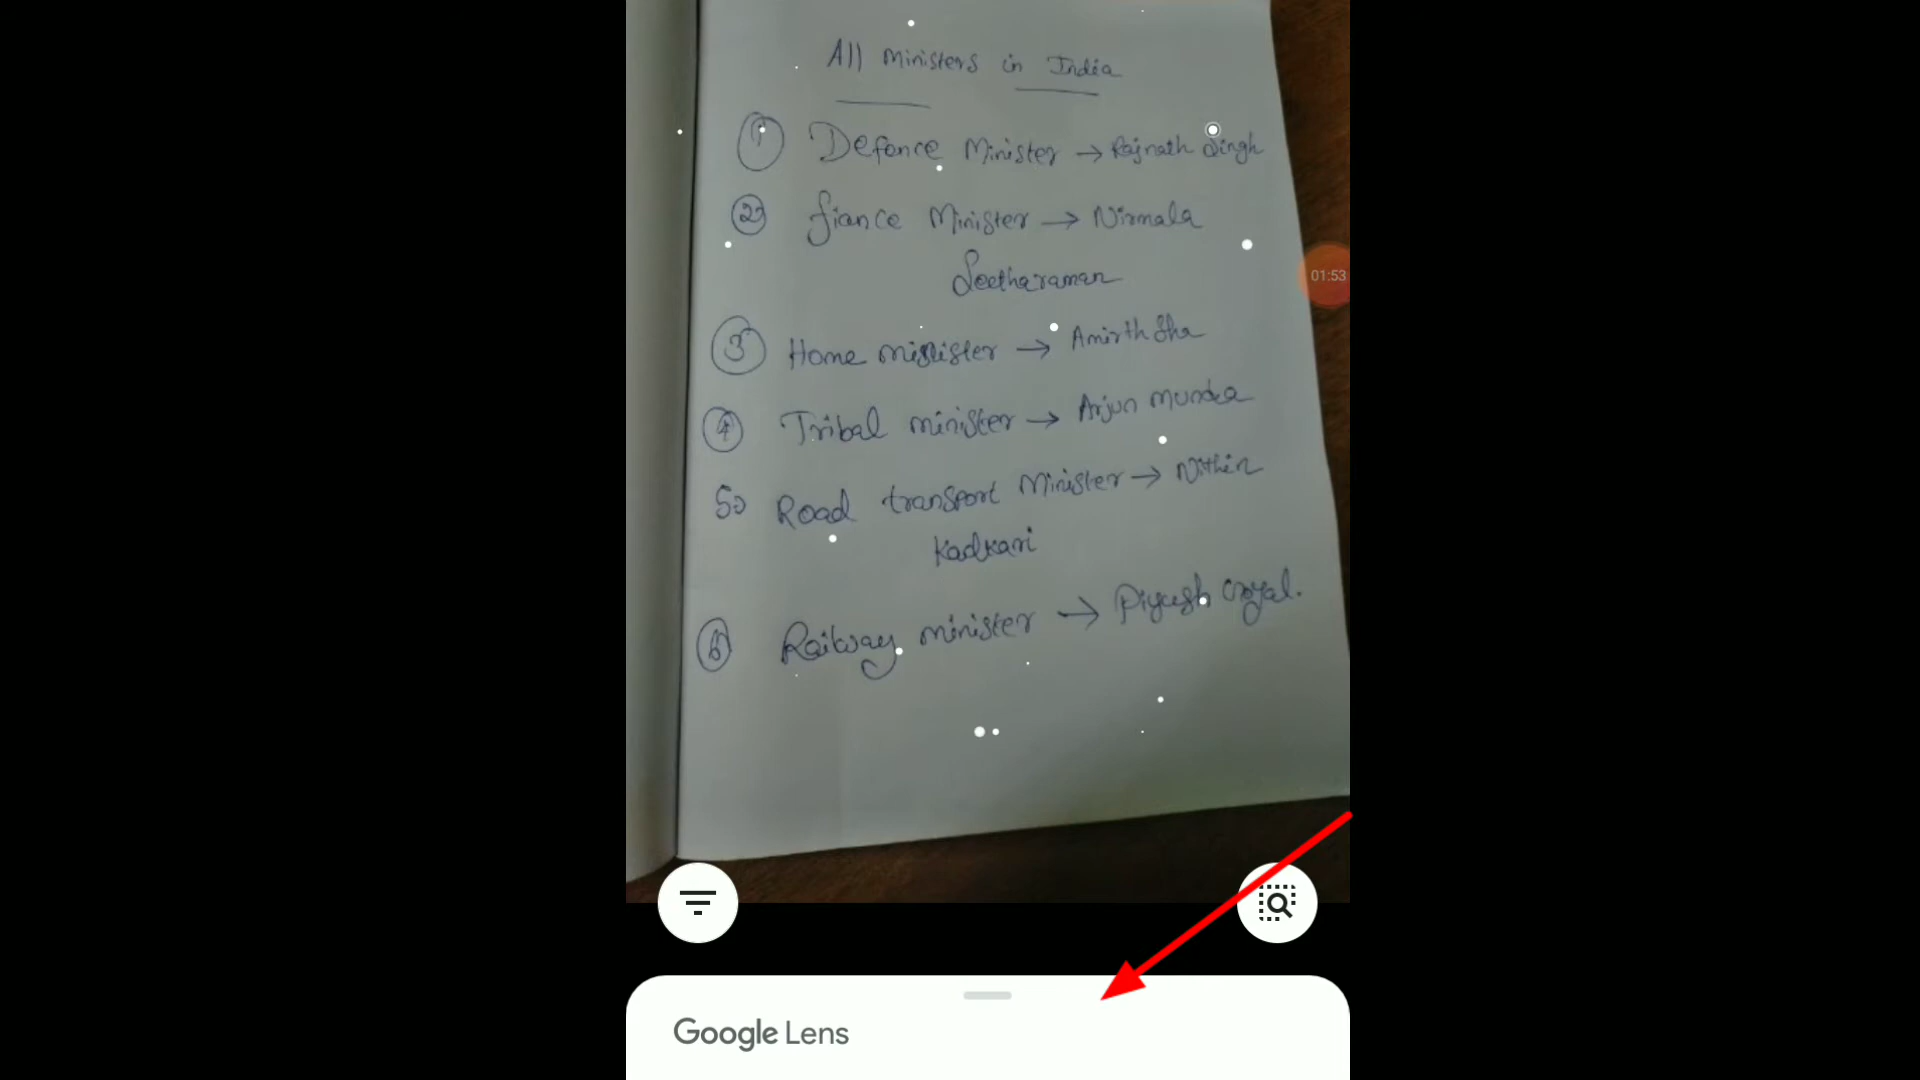 All Ministers in India
① Defence Minister → Rajnath Singh
② fiance Minister → Nirmala
Seetharaman
③ Home Minister → Amirth Sha
④ Tribal minister → Arjun Munda
5) Road transport Minister → Nithin
Kadkari
⑥ Railway minister → Piyush Goyal.
01:53
Google Lens